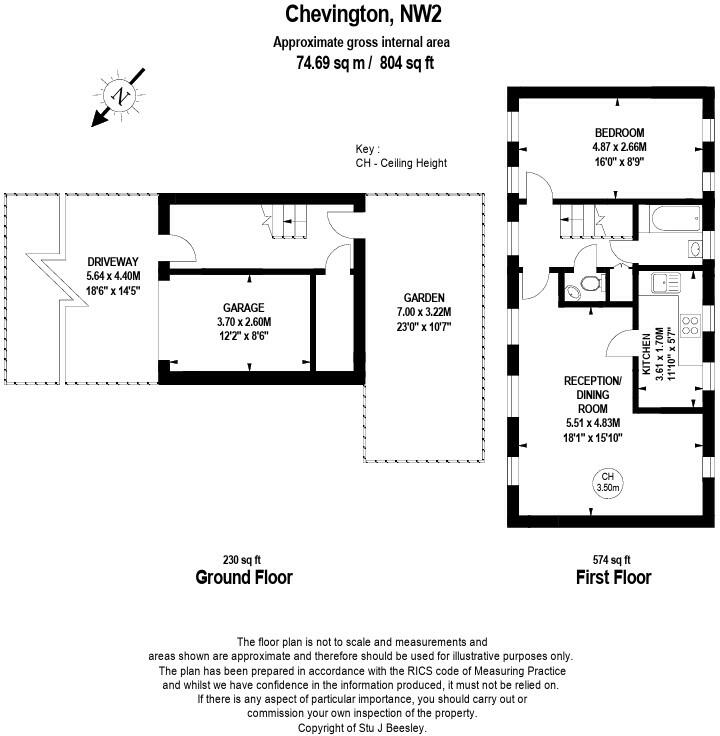 Chevington, NW2
Approximate gross internal area
74.69 sq m / 804 sq ft
N
Key :
CH - Ceiling Height
BEDROOM
4.87 x 2.66M
16'0" x 8'9"
DRIVEWAY
5.64 x 4.40M
18'6" x 14'5"
GARAGE
3.70 x 2.60M
12'2" x 8'6"
GARDEN
7.00 x 3.22M
23'0" x 10'7"
KITCHEN
3.61 x 1.70M
11'10" x 5'7"
RECEPTION/
DINING
ROOM
5.51 x 4.83M
18'1" x 15'10"
CH
3.50m
230 sq ft
Ground Floor
574 sq ft
First Floor
The floor plan is not to scale and measurements and
areas shown are approximate and therefore should be used for illustrative purposes only.
The plan has been prepared in accordance with the RICS code of Measuring Practice
and whilst we have confidence in the information produced, it must not be relied on.
If there is any aspect of particular importance, you should carry out or
commission your own inspection of the property.
Copyright of Stu J Beesley.